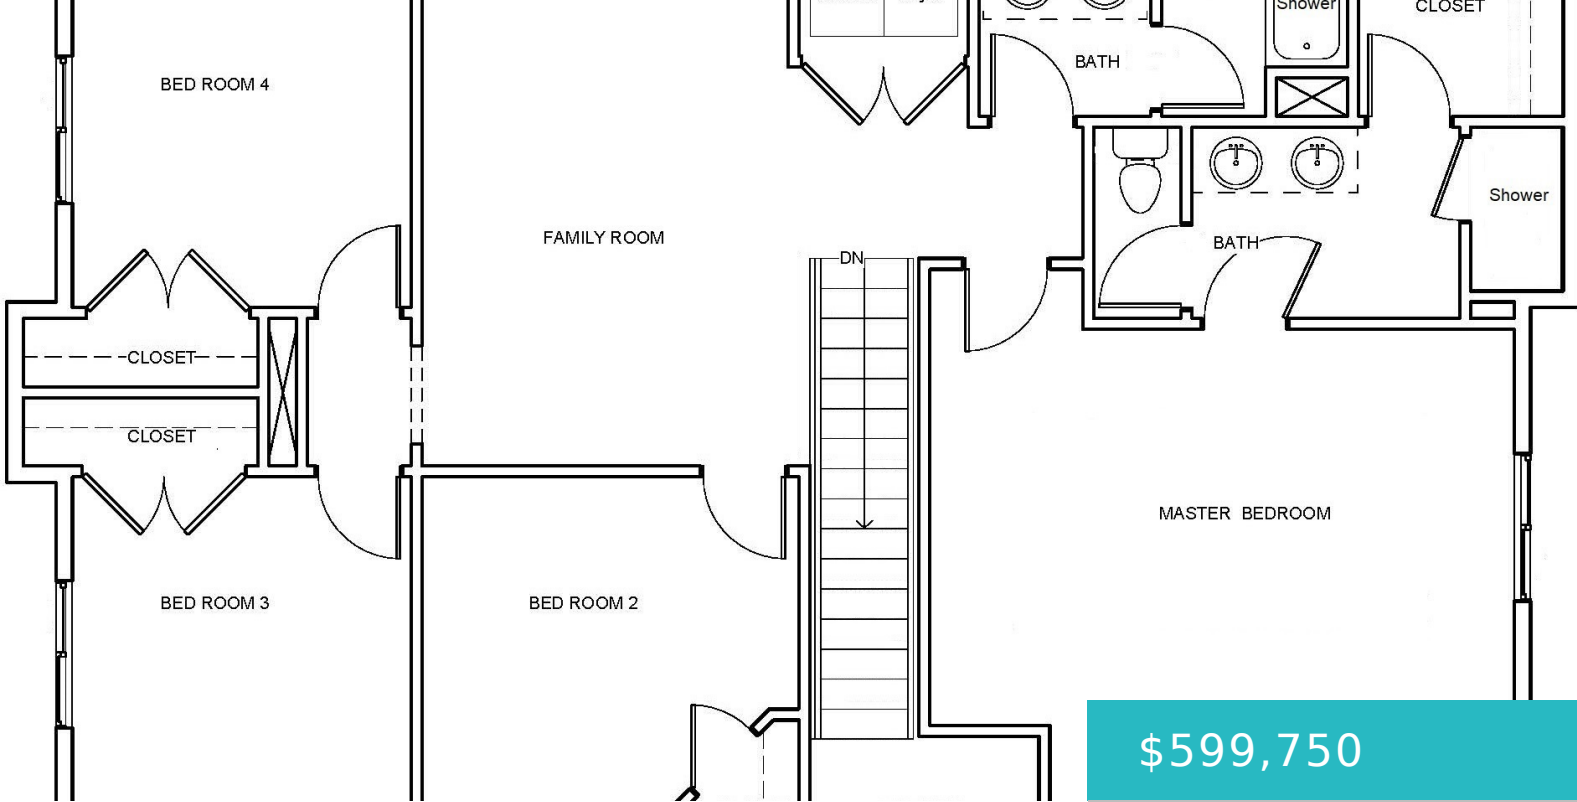 Shower
CLOSET
BATH
BED ROOM 4
Shower
FAMILY ROOM
BATH
DN
CLOSET
CLOSET
MASTER BEDROOM
BED ROOM 3
BED ROOM 2
$599,750